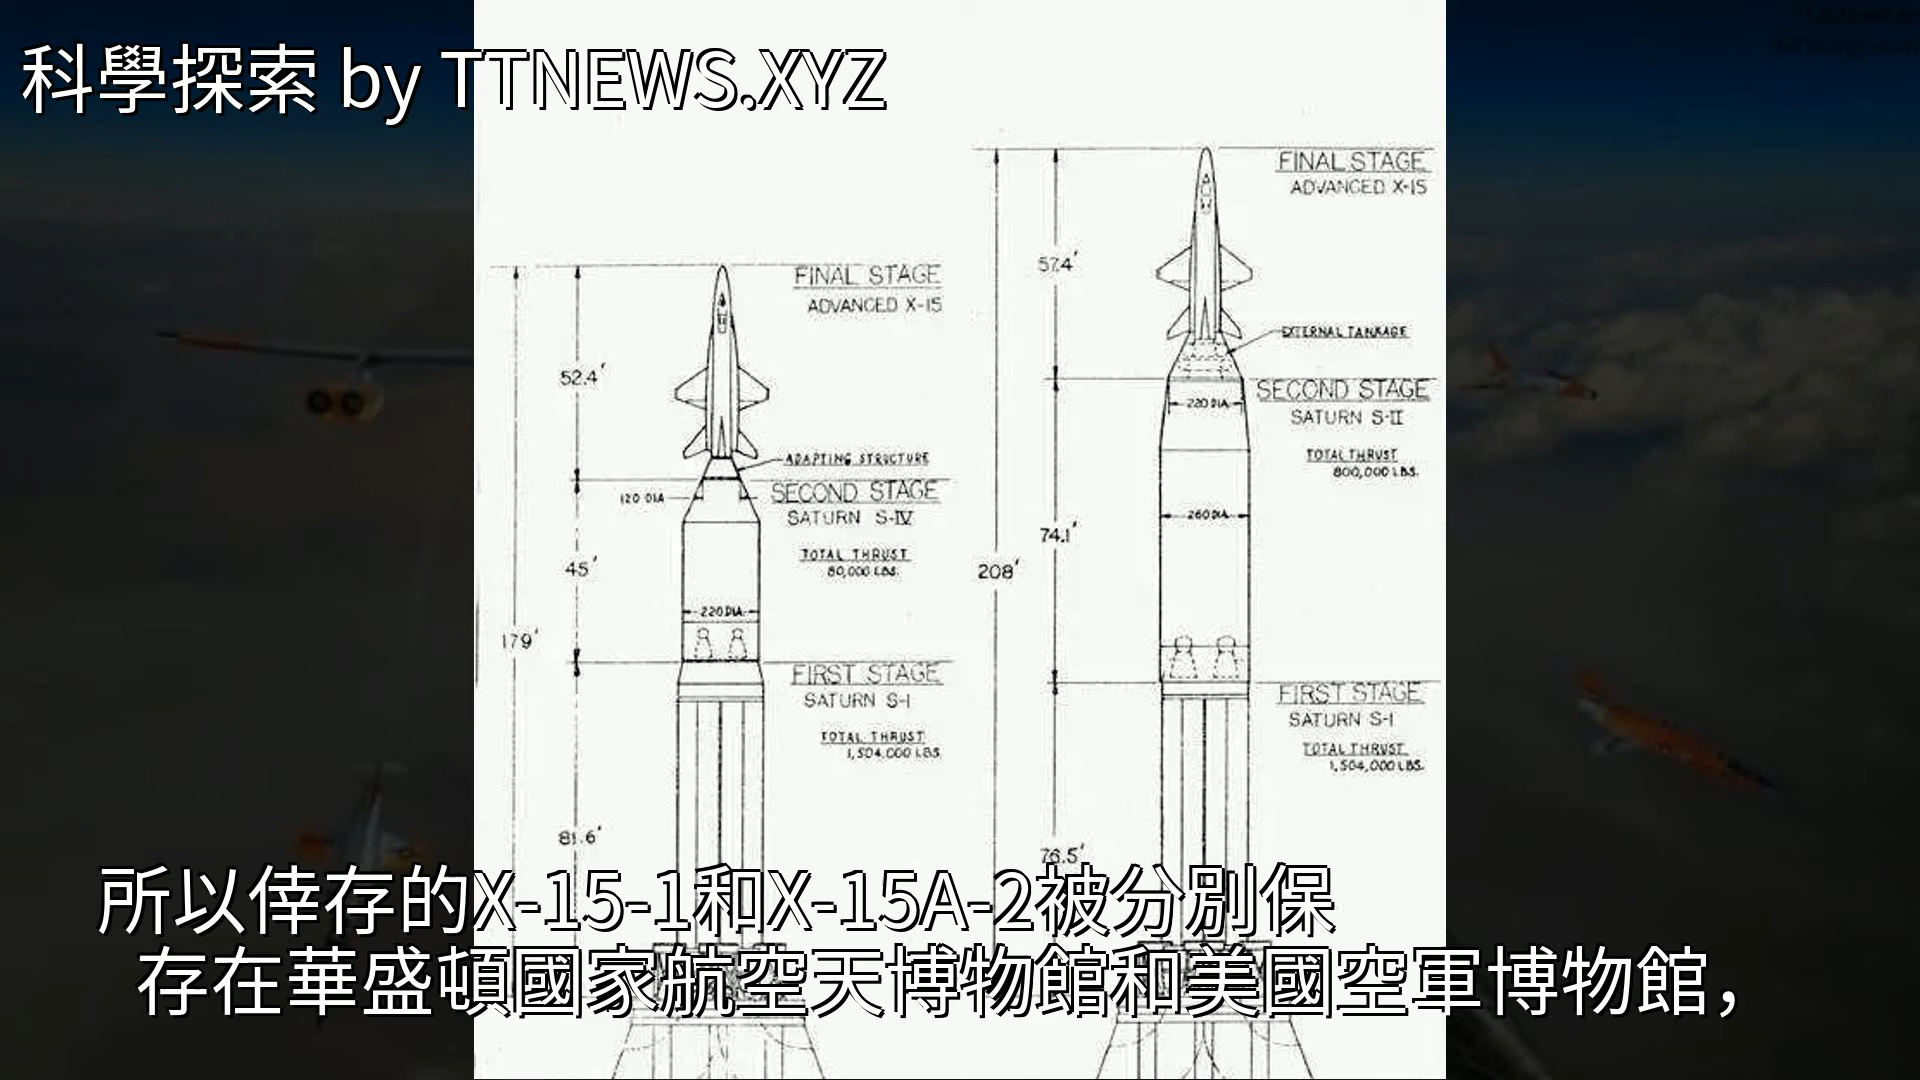 科學探索 by TTNEWS.XYZ
FINAL STAGE
ADVANCED X-15
52.4'
ADAPTING STRUCTURE
120 DIA
SECOND STAGE
SATURN S-IV
TOTAL THRUST
80,000 LBS.
45'
220 DIA.
179'
FIRST STAGE
SATURN S-I
TOTAL THRUST
1,504,000 LBS.
81.6'
FINAL STAGE
ADVANCED X-15
57.4'
EXTERNAL TANKAGE
SECOND STAGE
SATURN S-II
220 DIA.
TOTAL THRUST
800,000 LBS.
260 DIA.
74.1'
208'
FIRST STAGE
SATURN S-I
TOTAL THRUST
1,504,000 LBS.
76.5'
所以倖存的X-15-1和X-15A-2被分別保
存在華盛頓國家航空天博物館和美國空軍博物館，